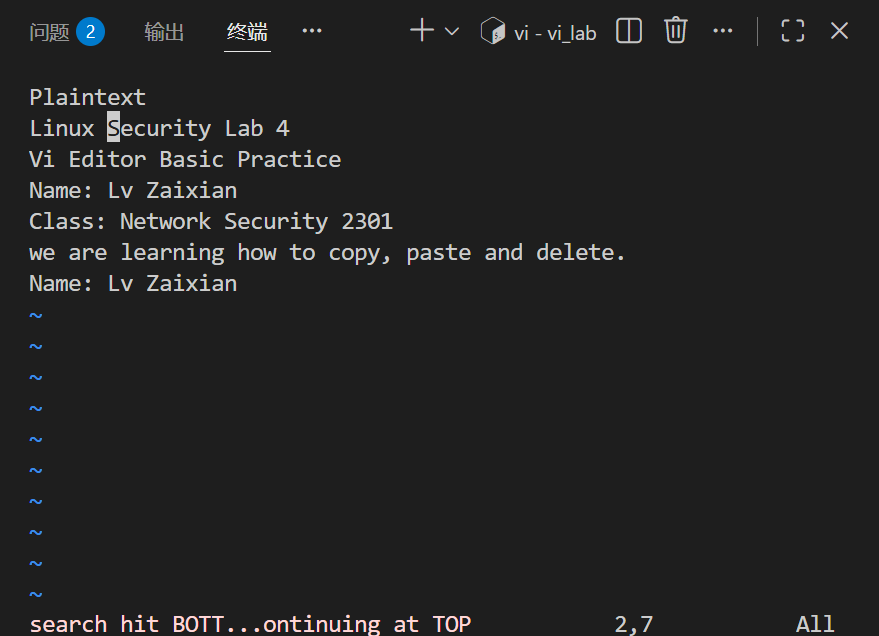 问题 2 输出 终端 ··· vi - vi_lab ···
Plaintext
Linux Security Lab 4
Vi Editor Basic Practice
Name: Lv Zaixian
Class: Network Security 2301
we are learning how to copy, paste and delete.
Name: Lv Zaixian
~
~
~
~
~
~
~
~
~
~
search hit BOTT...ontinuing at TOP 2,7 All